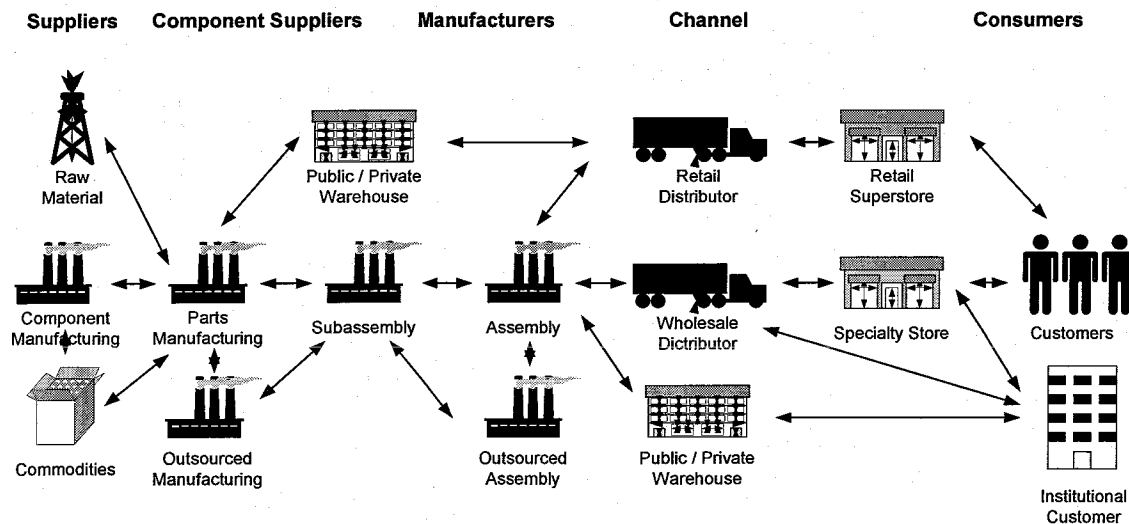 Suppliers
Component Suppliers
Manufacturers
Channel
Consumers
Raw
Material
Public / Private
Warehouse
Retail
Distributor
Retail
Superstore
Component
Manufacturing
Parts
Manufacturing
Subassembly
Assembly
Wholesale
Dictributor
Specialty Store
Customers
Commodities
Outsourced
Manufacturing
Outsourced
Assembly
Public / Private
Warehouse
Institutional
Customer